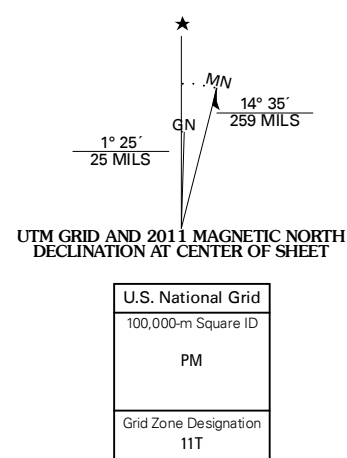 MN
14° 35´
259 MILS
GN
1° 25´
25 MILS
UTM GRID AND 2011 MAGNETIC NORTH
DECLINATION AT CENTER OF SHEET
U.S. National Grid
100,000-m Square ID
PM
Grid Zone Designation
11T